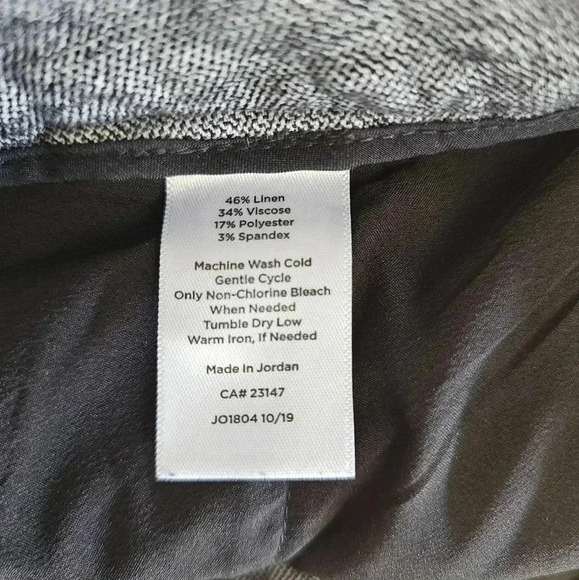 46% Linen
34% Viscose
17% Polyester
3% Spandex
Machine Wash Cold
Gentle Cycle
Only Non-Chlorine Bleach
When Needed
Tumble Dry Low
Warm Iron, If Needed
Made In Jordan
CA# 23147
JO1804 10/19